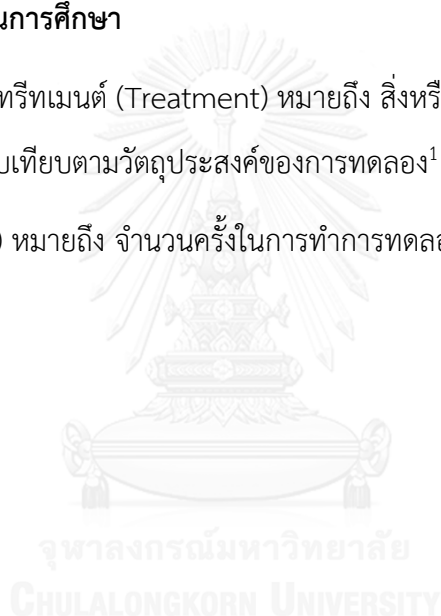 นการศึกษา
ทรีทเมนต์ (Treatment) หมายถึง สิ่งหรื
บเทียบตามวัตถุประสงค์ของการทดลอง¹
) หมายถึง จำนวนครั้งในการทำการทดล
จุฬาลงกรณ์มหาวิทยาลัย
CHULALONGKORN UNIVERSITY